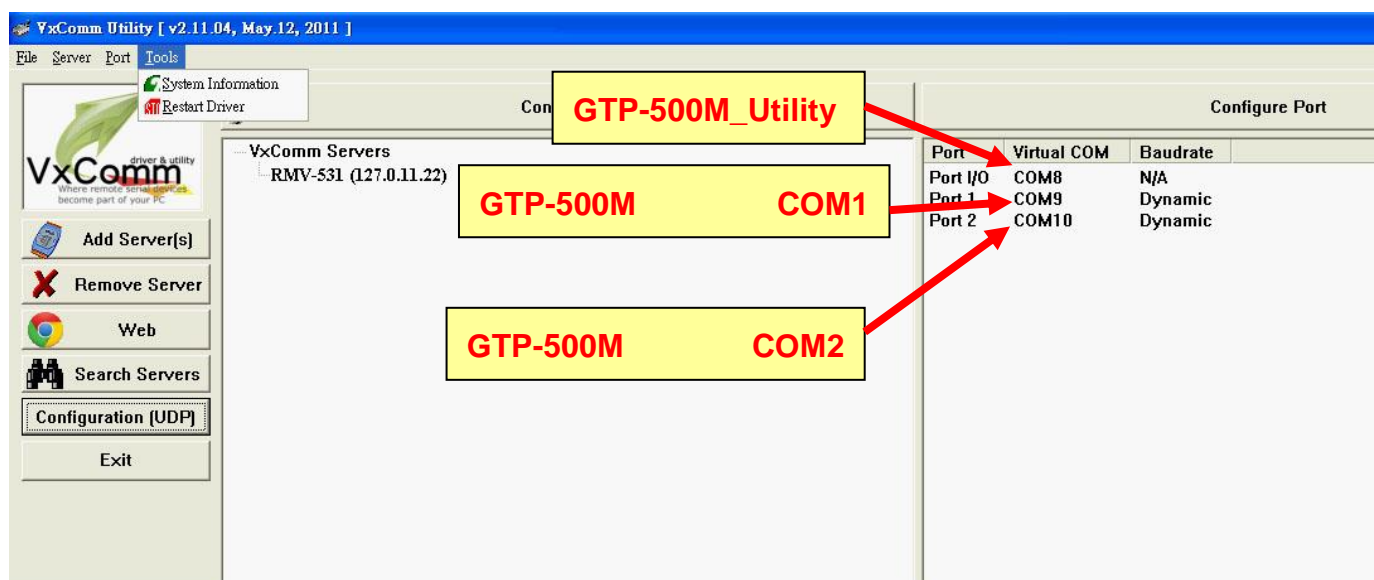 VxComm Utility [ v2.11.04, May.12, 2011 ]
File Server Port Tools
System Information
Restart Driver
Con
Configure Port
GTP-500M_Utility
driver & utility
VxComm
Where remote serial devices
become part of your PC
VxComm Servers
RMV-531 (127.0.11.22)
Port Virtual COM Baudrate
Port I/O COM8 N/A
Port 1 COM9 Dynamic
Port 2 COM10 Dynamic
GTP-500M COM1
GTP-500M COM2
Add Server(s)
Remove Server
Web
Search Servers
Configuration (UDP)
Exit